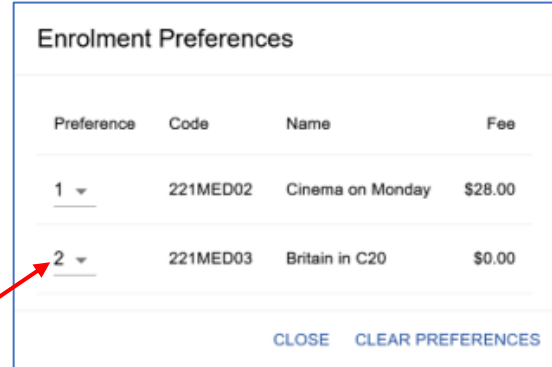 Enrolment Preferences
Preference Code Name Fee
1 221MED02 Cinema on Monday $28.00
2 221MED03 Britain in C20 $0.00
CLOSE CLEAR PREFERENCES